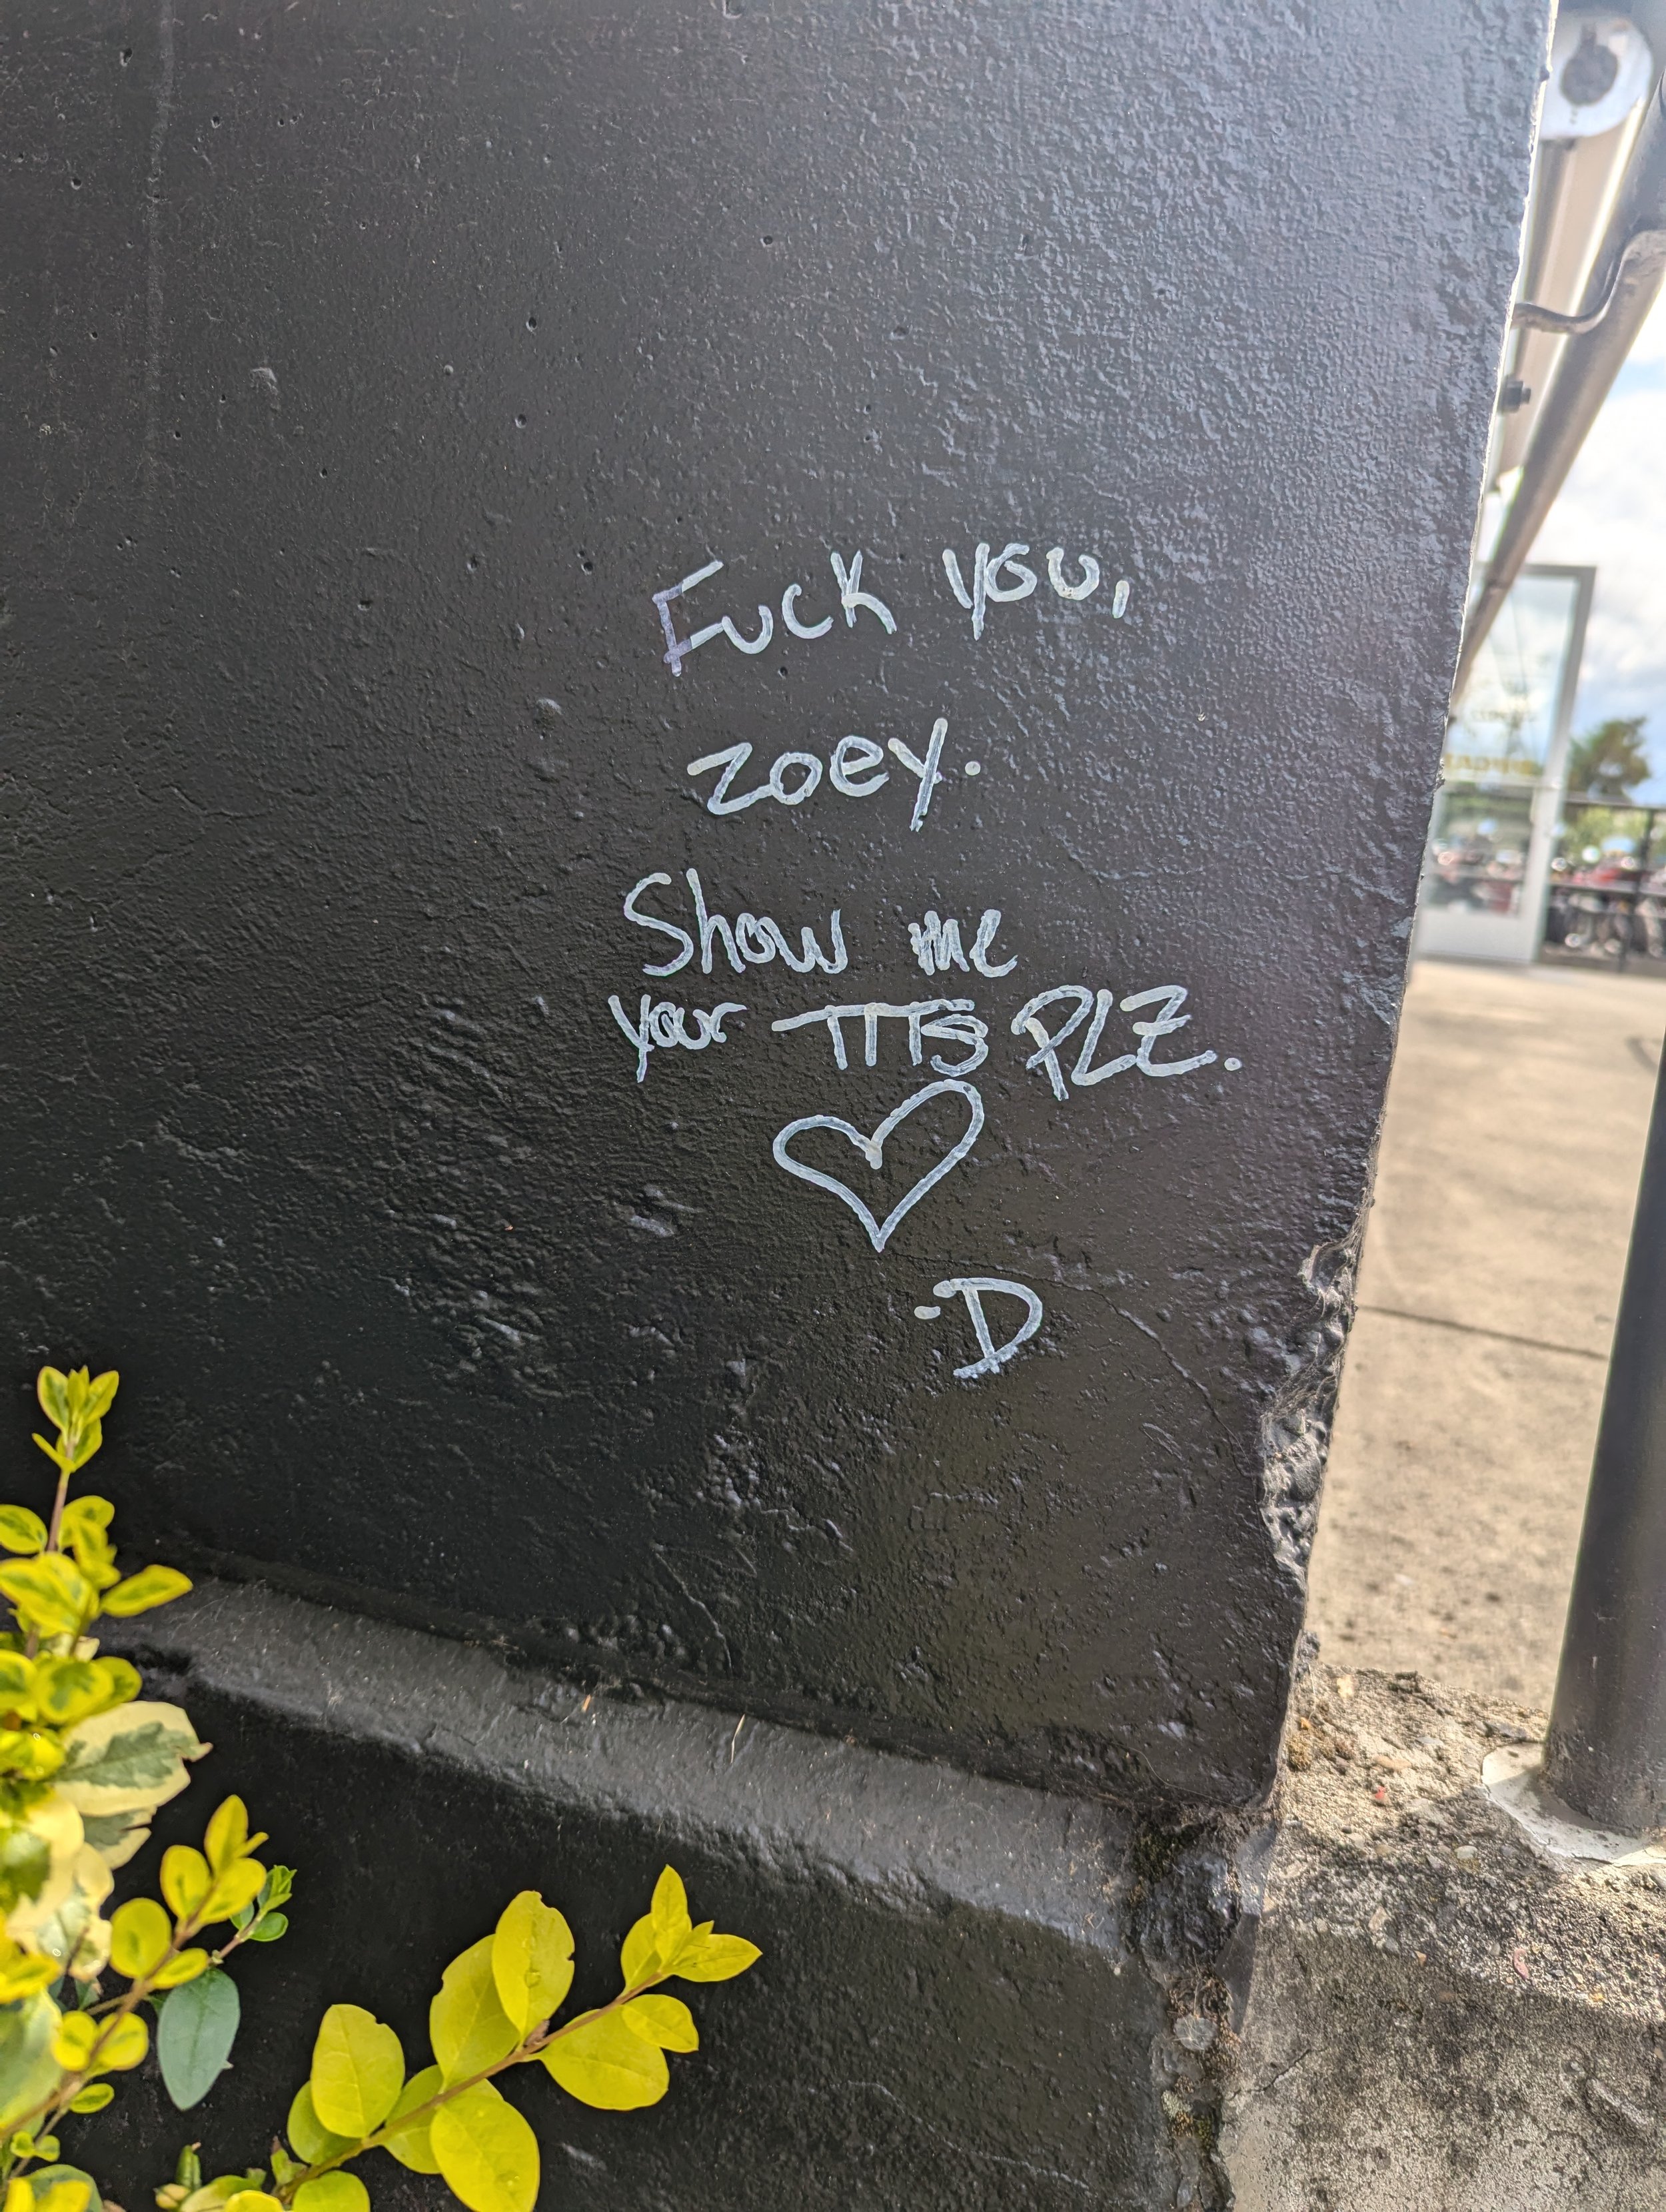 Fuck you,
zoey.
Show me
your TITS PLZ.
-D